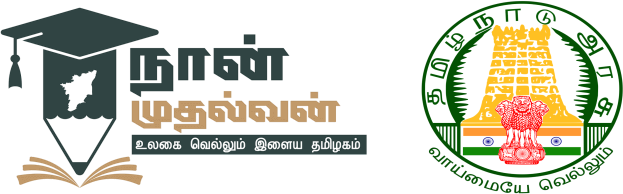 நான்
முதல்வன்
உலகை வெல்லும் இளைய தமிழகம்
தமிழ்நாடு அரசு
வாய்மையே வெல்லும்